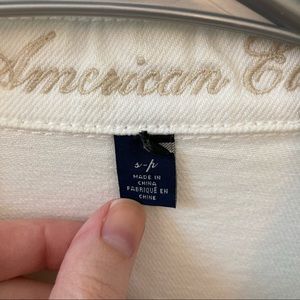 American Ea
s-p
MADE IN
CHINA
FABRIQUÉ EN
CHINE